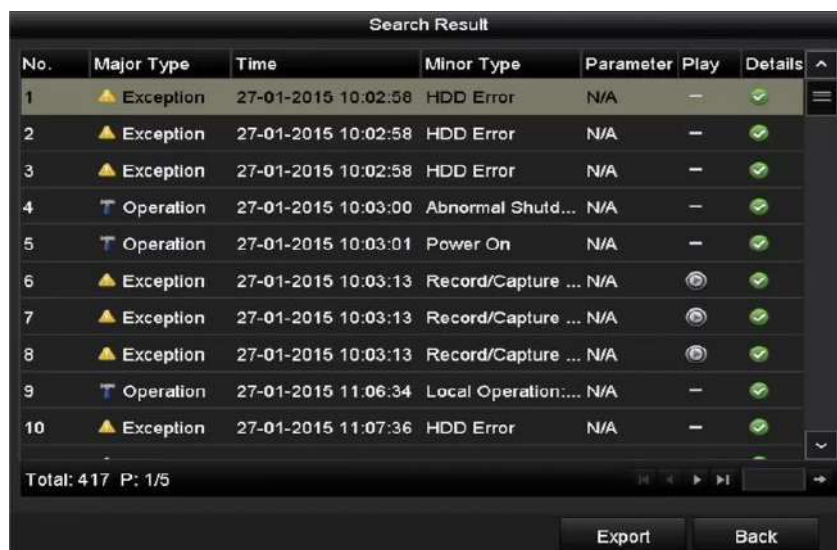 Search Result
No. Major Type Time Minor Type Parameter Play Details
1 Exception 27-01-2015 10:02:58 HDD Error N/A –
2 Exception 27-01-2015 10:02:58 HDD Error N/A –
3 Exception 27-01-2015 10:02:58 HDD Error N/A –
4 Operation 27-01-2015 10:03:00 Abnormal Shutd... N/A –
5 Operation 27-01-2015 10:03:01 Power On N/A –
6 Exception 27-01-2015 10:03:13 Record/Capture ... N/A
7 Exception 27-01-2015 10:03:13 Record/Capture ... N/A
8 Exception 27-01-2015 10:03:13 Record/Capture ... N/A
9 Operation 27-01-2015 11:06:34 Local Operation:... N/A –
10 Exception 27-01-2015 11:07:36 HDD Error N/A –
Total: 417 P: 1/5
Export Back